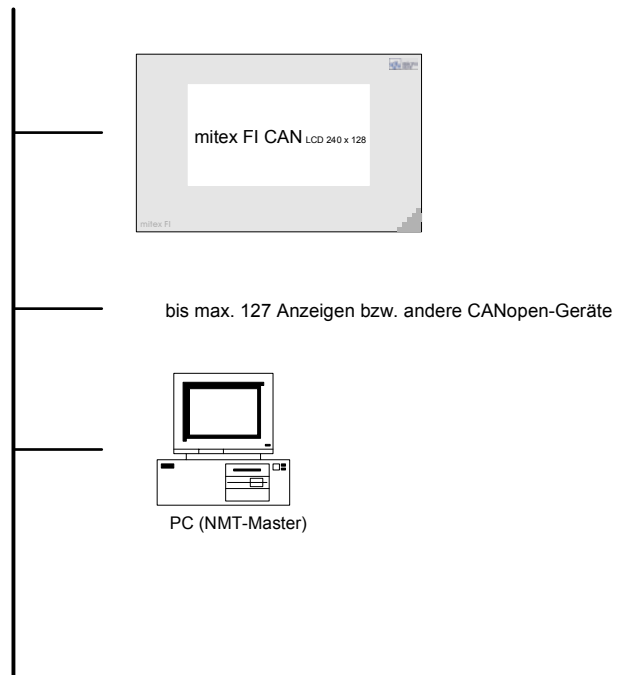 mitex FI CAN LCD 240 x 128
mitex FI
bis max. 127 Anzeigen bzw. andere CANopen-Geräte
PC (NMT-Master)